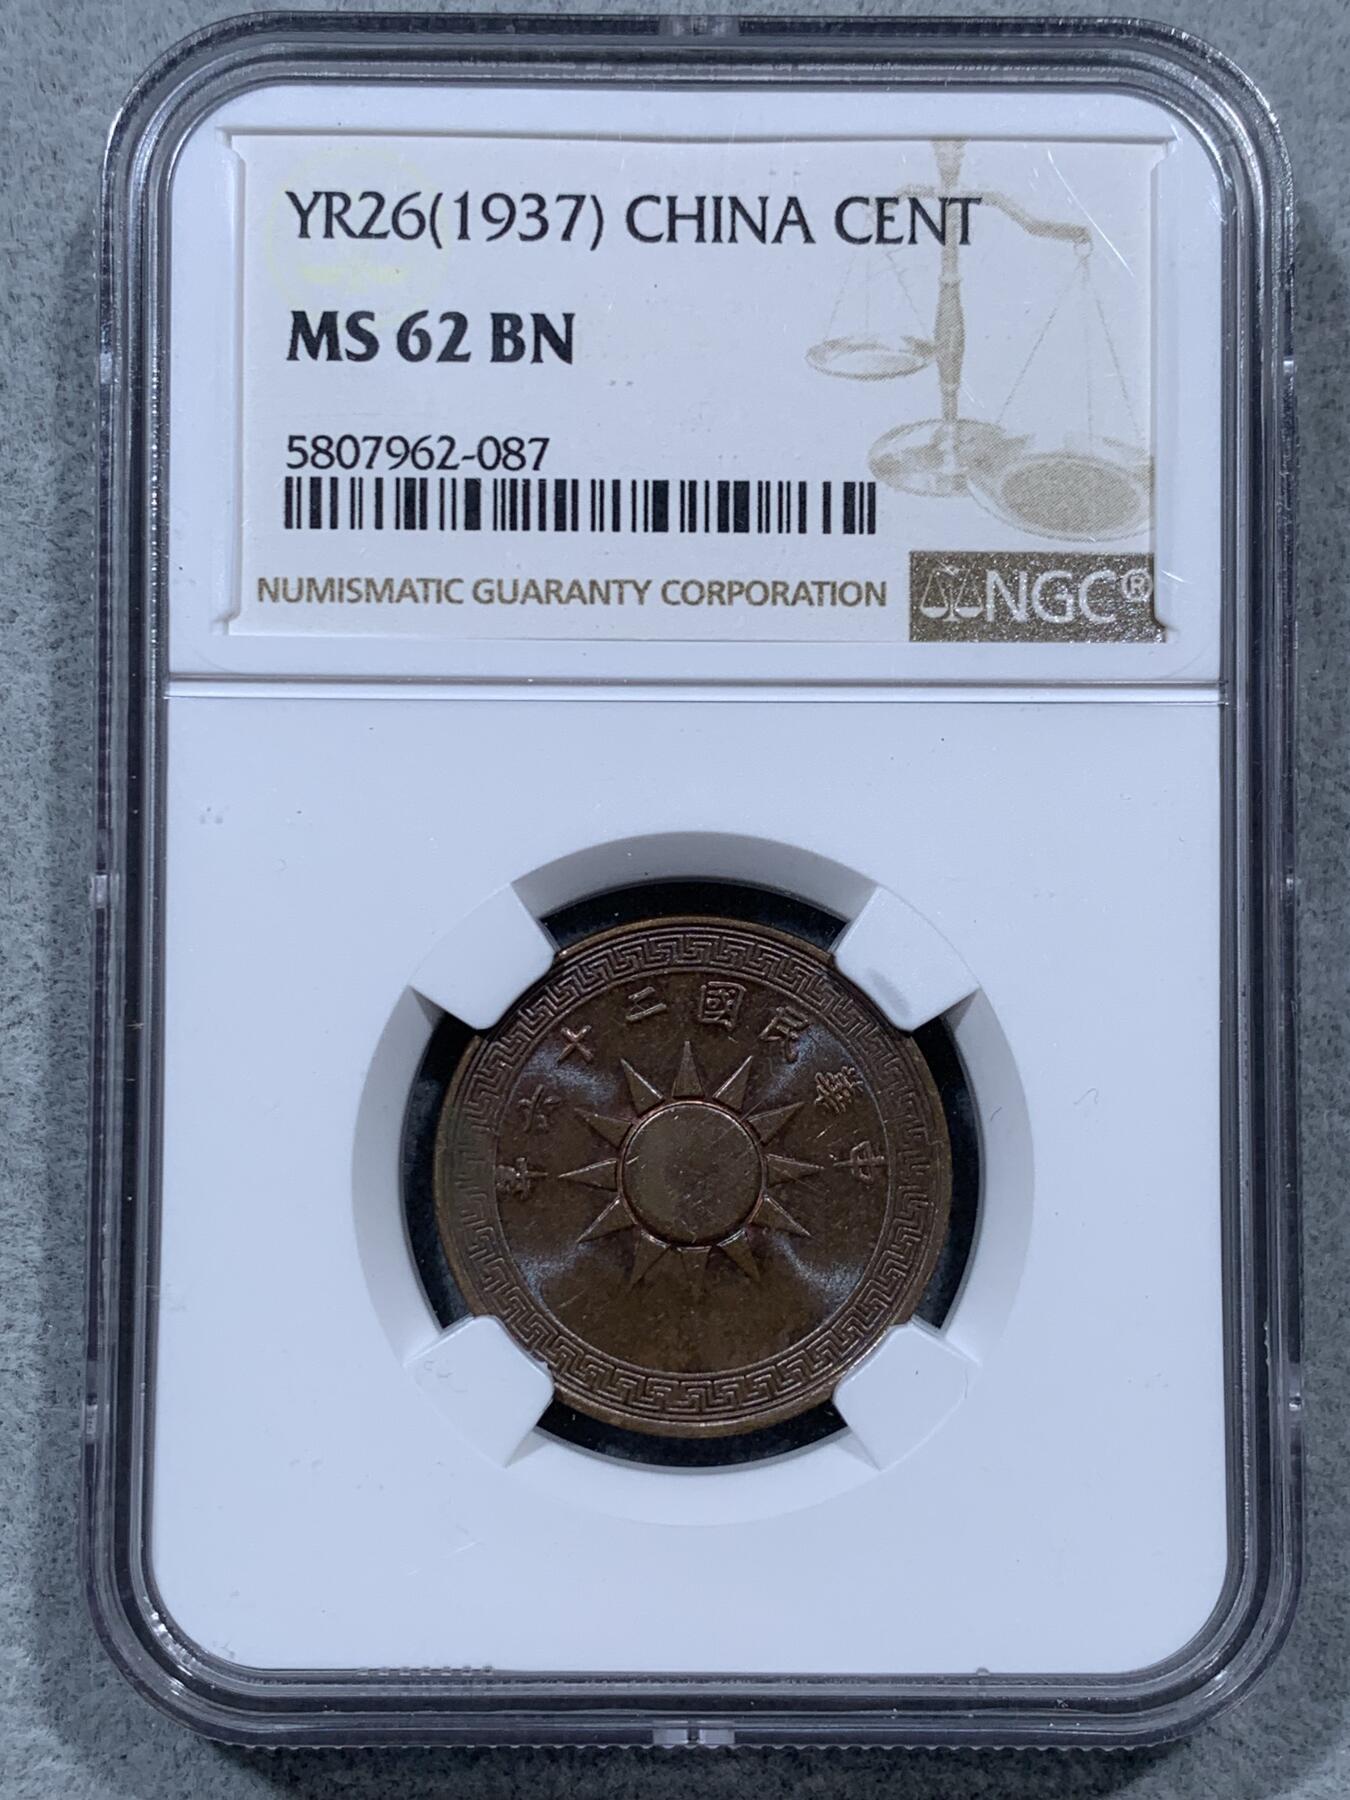 YR26(1937) CHINA CENT
MS 62 BN
5807962-087
NUMISMATIC GUARANTY CORPORATION
NGC®
中華民國二十六年